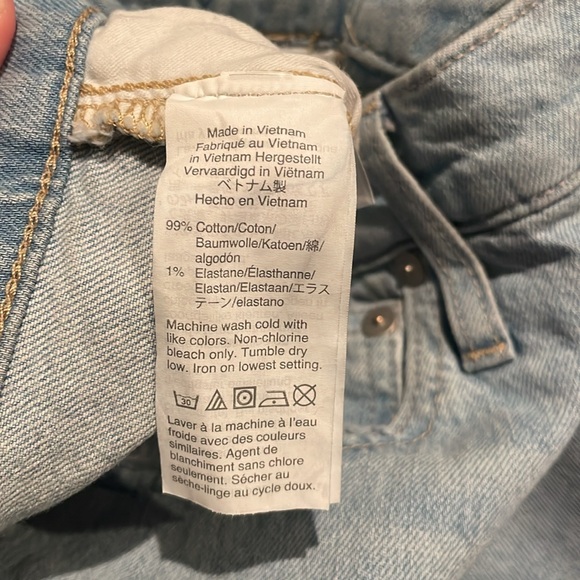 Made in Vietnam
Fabriqué au Vietnam
in Vietnam Hergestellt
Vervaardigd in Viëtnam
ベトナム製
Hecho en Vietnam
99% Cotton/Coton/
Baumwolle/Katoen/綿/
algodón
1% Elastane/Élasthanne/
Elastan/Elastaan/エラス
テーン/elastano
Machine wash cold with
like colors. Non-chlorine
bleach only. Tumble dry
low. Iron on lowest setting.
30
Laver à la machine à l'eau
froide avec des couleurs
similaires. Agent de
blanchiment sans chlore
seulement. Sécher au
sèche-linge au cycle doux.